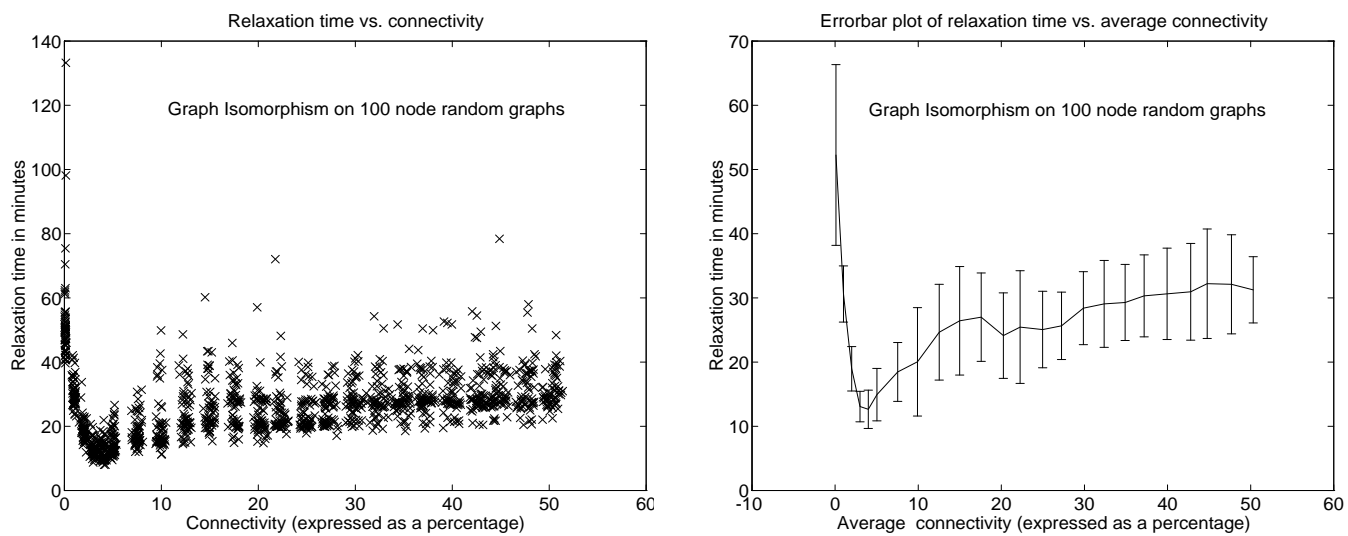 Relaxation time vs. connectivity
140
120
100
80
60
40
20
0
0 10 20 30 40 50 60
Relaxation time in minutes
Graph Isomorphism on 100 node random graphs
Connectivity (expressed as a percentage)
Errorbar plot of relaxation time vs. average connectivity
70
60
50
40
30
20
10
0
-10 0 10 20 30 40 50 60
Relaxation time in minutes
Graph Isomorphism on 100 node random graphs
Average connectivity (expressed as a percentage)